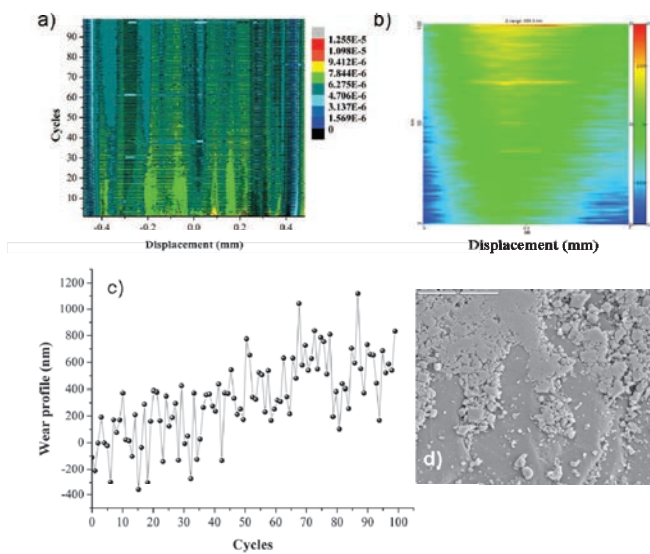 a)
90
80
70
60
50
40
30
20
10
Cycles
-0.4
-0.2
0.0
0.2
0.4
Displacement (mm)
1.255E-5
1.098E-5
9.412E-6
7.844E-6
6.275E-6
4.706E-6
3.137E-6
1.569E-6
0
b)
Displacement (mm)
c)
1200
1000
800
600
400
200
0
-200
-400
Wear profile (nm)
0 10 20 30 40 50 60 70 80 90 100
Cycles
d)